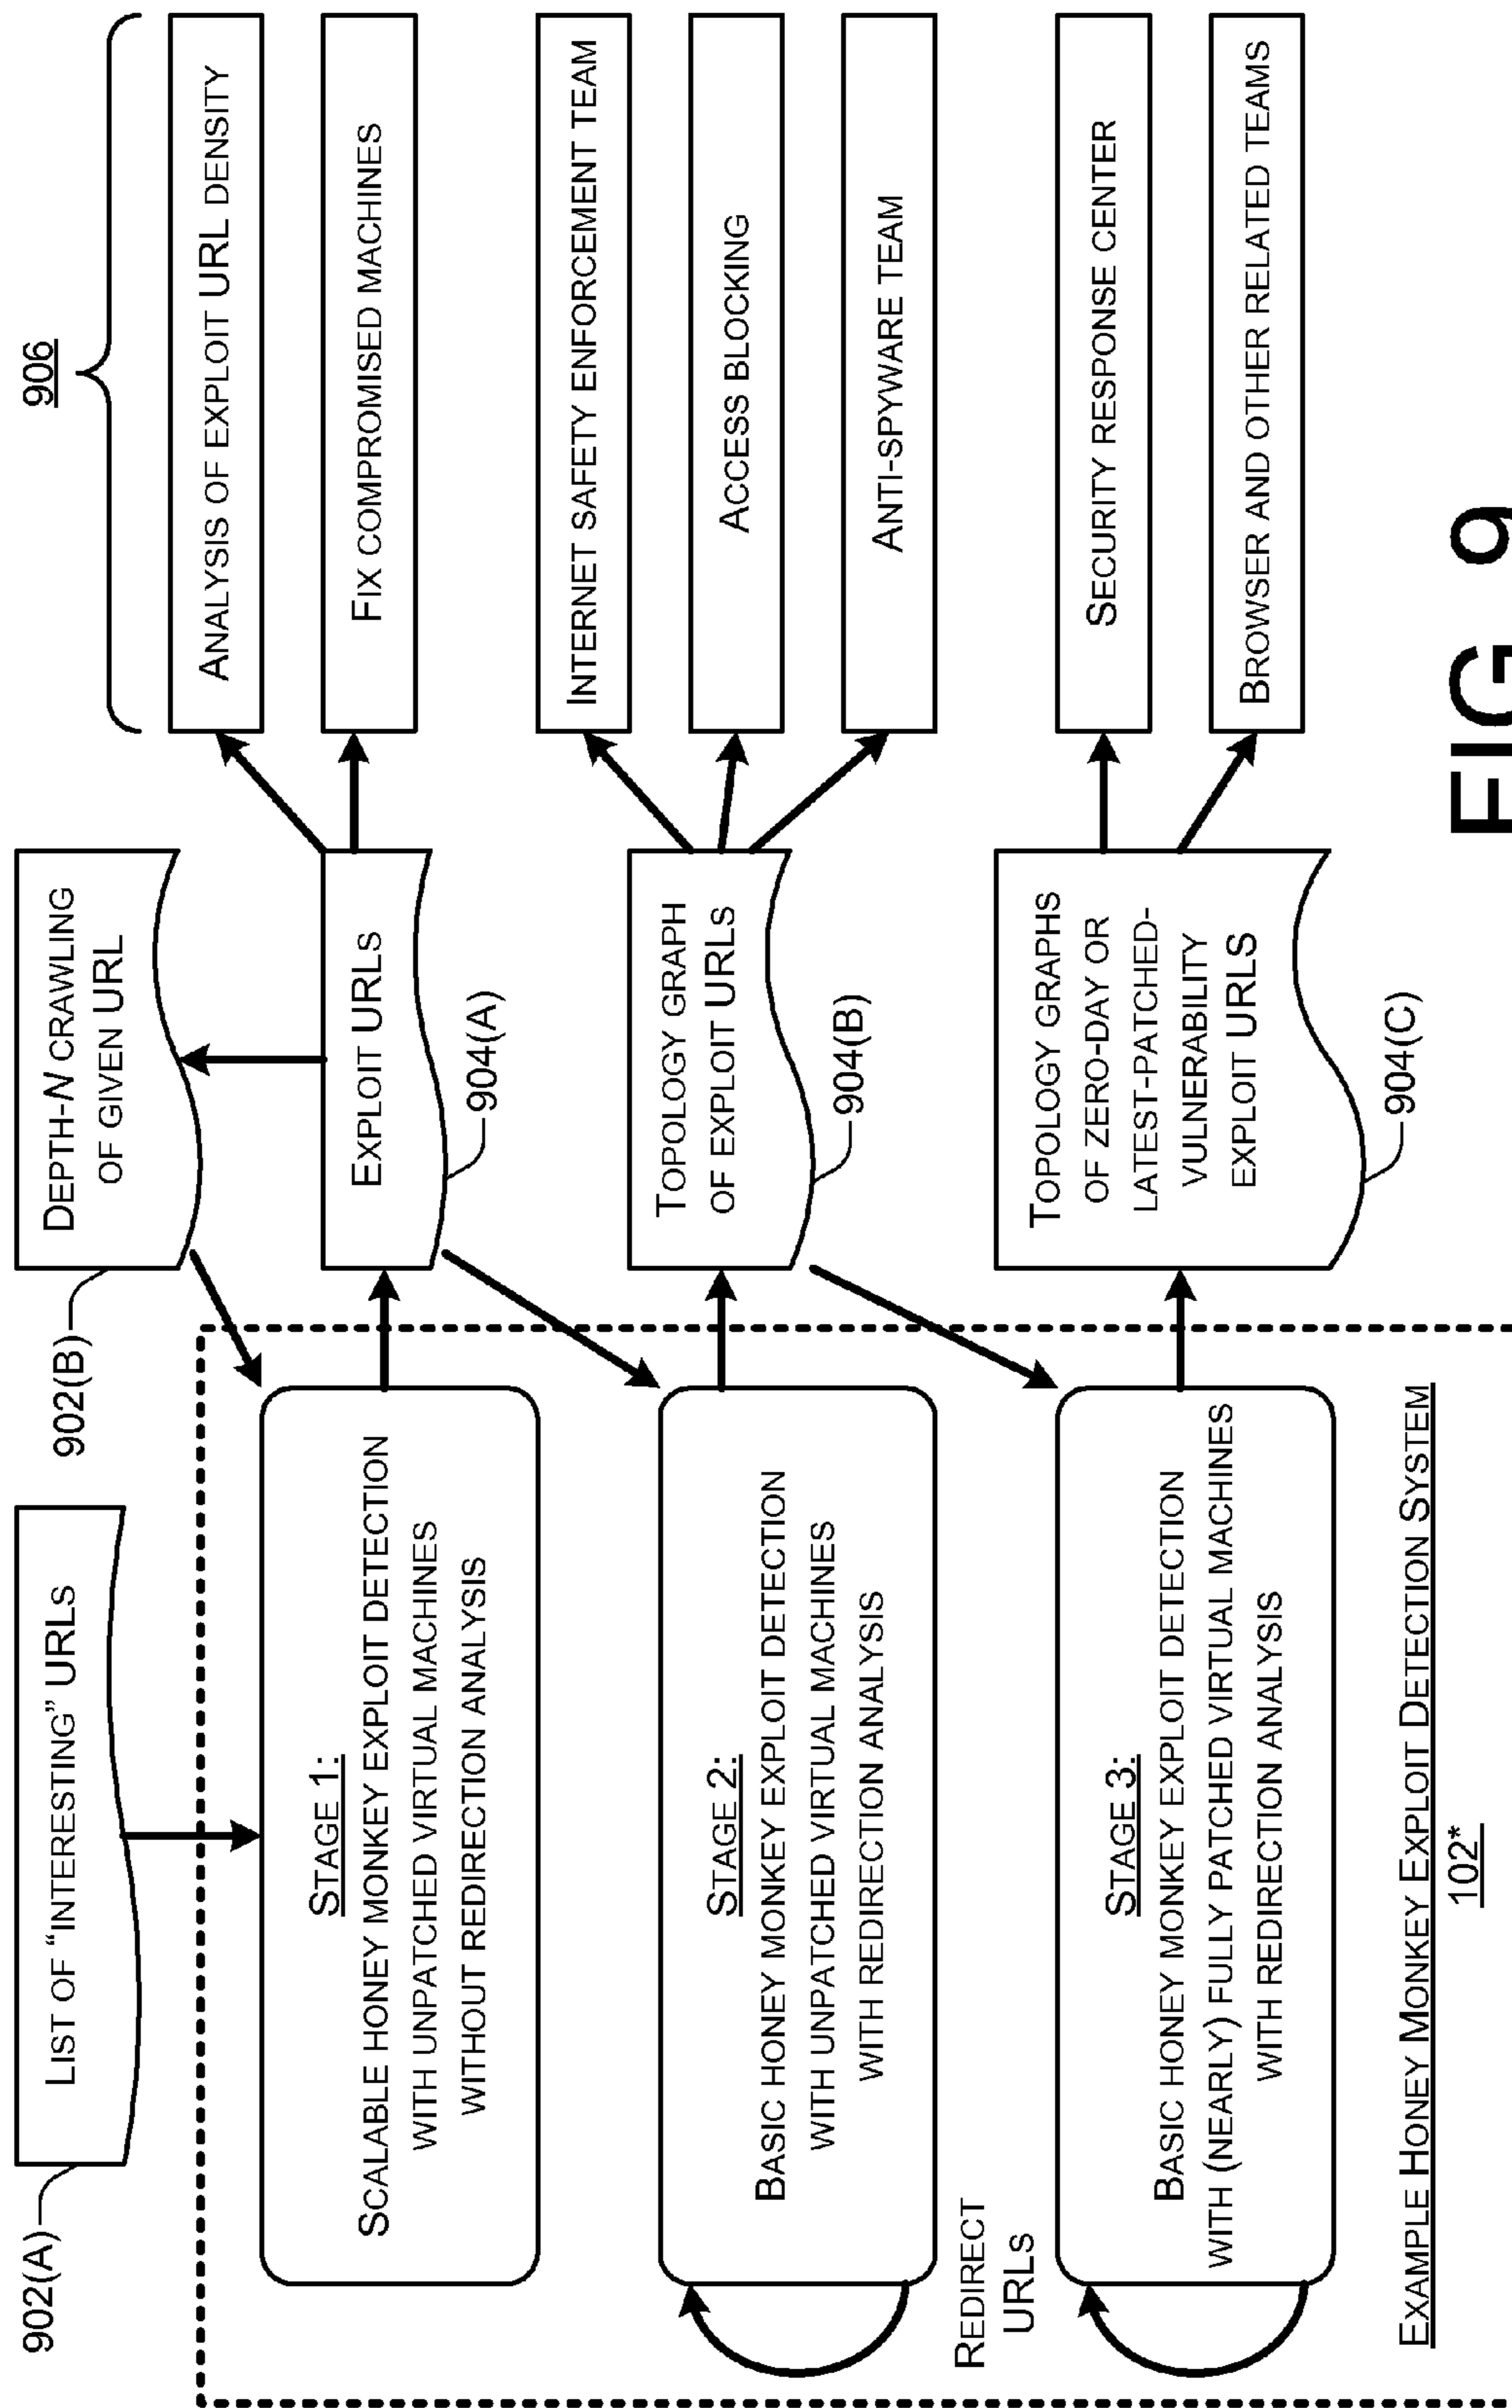 902(A)
LIST OF “INTERESTING” URLS
902(B)
DEPTH-N CRAWLING
OF GIVEN URL
906
STAGE 1:
SCALABLE HONEY MONKEY EXPLOIT DETECTION
WITH UNPATCHED VIRTUAL MACHINES
WITHOUT REDIRECTION ANALYSIS
EXPLOIT URLS
904(A)
ANALYSIS OF EXPLOIT URL DENSITY
FIX COMPROMISED MACHINES
STAGE 2:
BASIC HONEY MONKEY EXPLOIT DETECTION
WITH UNPATCHED VIRTUAL MACHINES
WITH REDIRECTION ANALYSIS
TOPOLOGY GRAPH
OF EXPLOIT URLS
904(B)
INTERNET SAFETY ENFORCEMENT TEAM
ACCESS BLOCKING
ANTI-SPYWARE TEAM
REDIRECT
URLS
STAGE 3:
BASIC HONEY MONKEY EXPLOIT DETECTION
WITH (NEARLY) FULLY PATCHED VIRTUAL MACHINES
WITH REDIRECTION ANALYSIS
TOPOLOGY GRAPHS
OF ZERO-DAY OR
LATEST-PATCHED-
VULNERABILITY
EXPLOIT URLS
904(C)
SECURITY RESPONSE CENTER
BROWSER AND OTHER RELATED TEAMS
EXAMPLE HONEY MONKEY EXPLOIT DETECTION SYSTEM
102*
FIG. 9